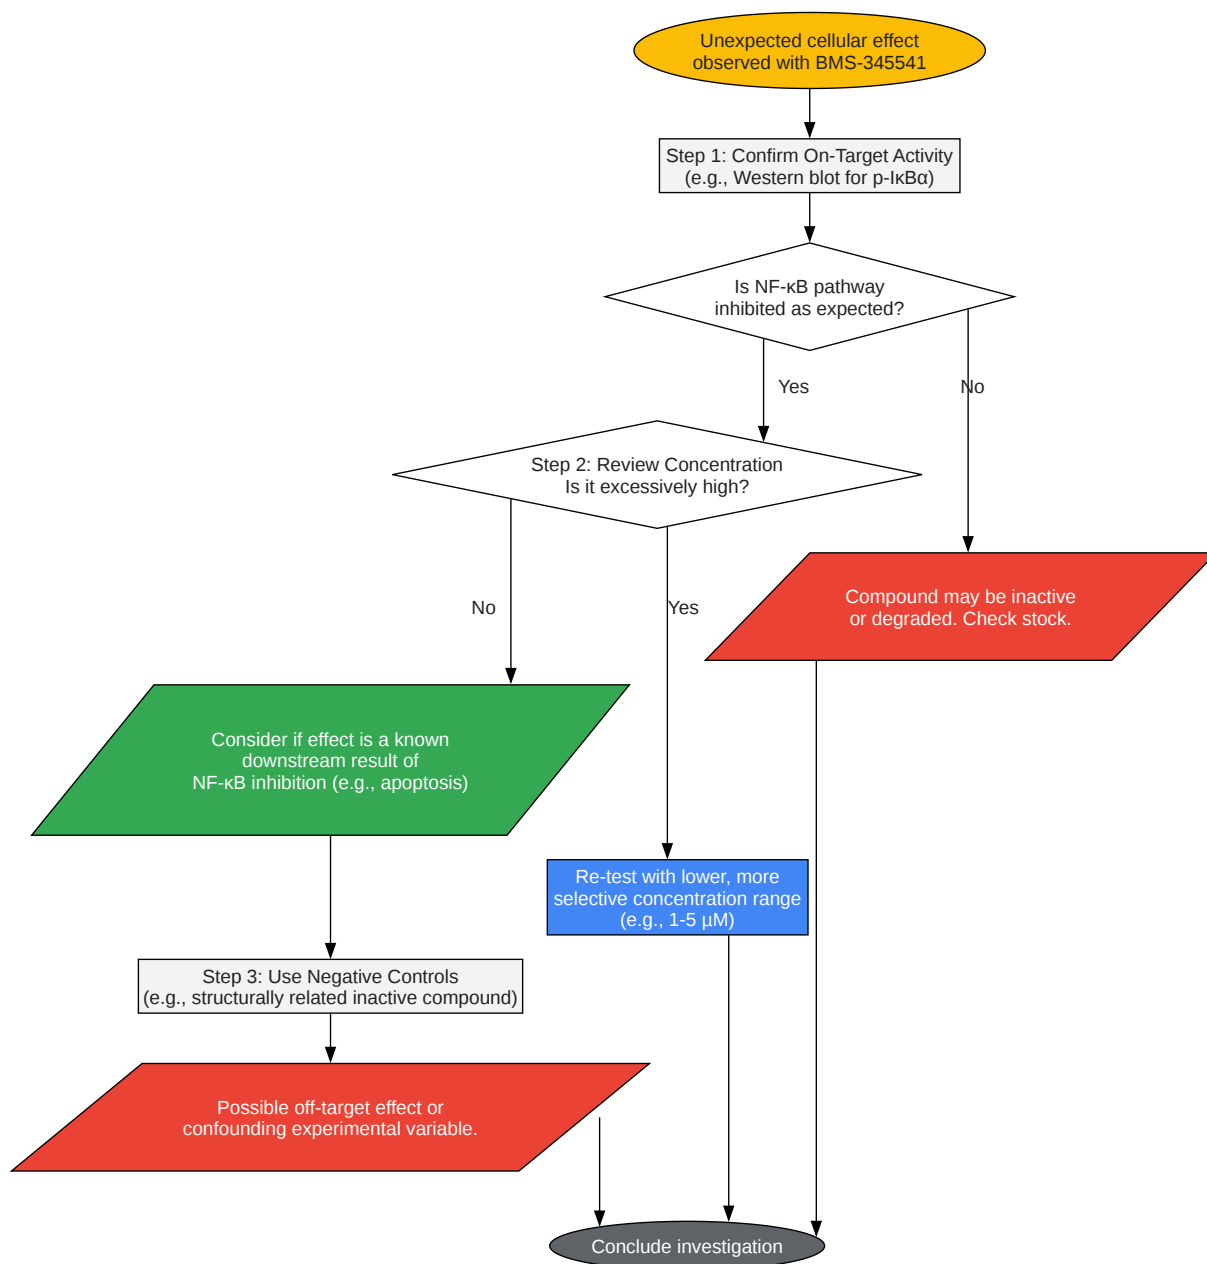 Unexpected cellular effect
observed with BMS-345541
Step 1: Confirm On-Target Activity
(e.g., Western blot for p-IκBα)
Is NF-κB pathway
inhibited as expected?
Yes
No
Step 2: Review Concentration
Is it excessively high?
No
Yes
Compound may be inactive
or degraded. Check stock.
Consider if effect is a known
downstream result of
NF-κB inhibition (e.g., apoptosis)
Re-test with lower, more
selective concentration range
(e.g., 1-5 µM)
Step 3: Use Negative Controls
(e.g., structurally related inactive compound)
Possible off-target effect or
confounding experimental variable.
Conclude investigation